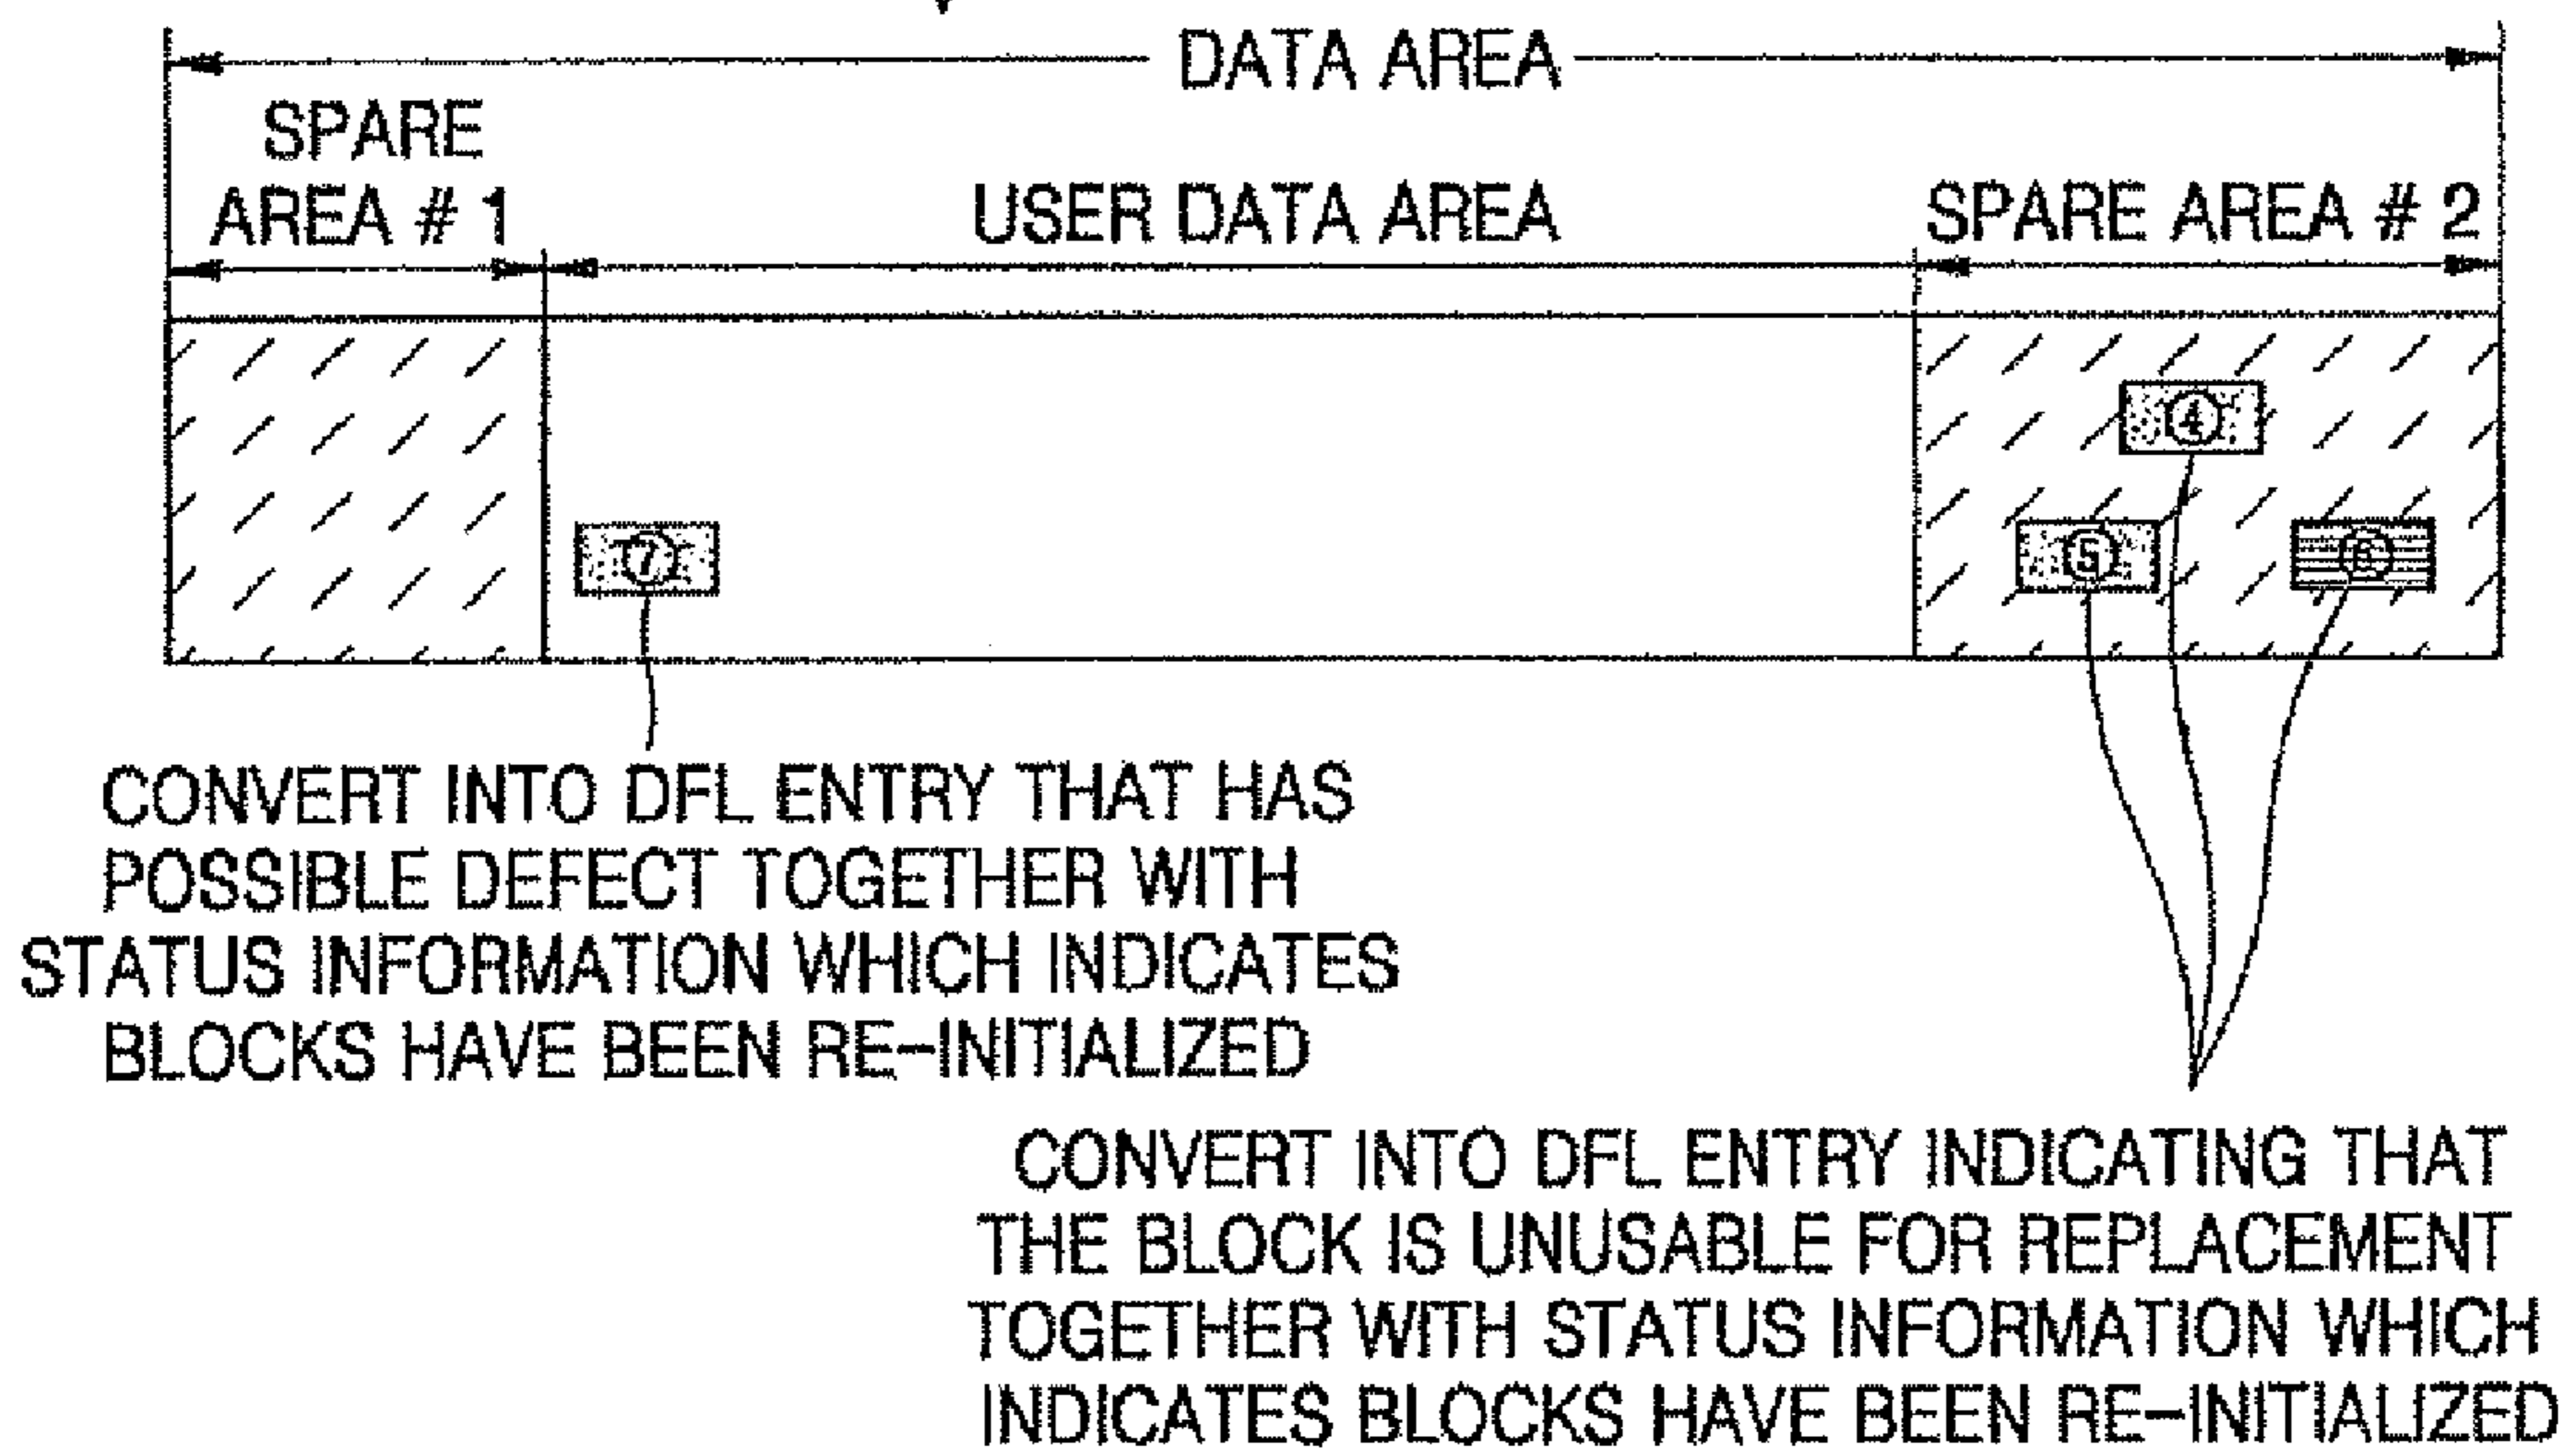 DATA AREA
SPARE
AREA # 1
USER DATA AREA
SPARE AREA # 2
④
⑦
⑤
⑥
CONVERT INTO DFL ENTRY THAT HAS
POSSIBLE DEFECT TOGETHER WITH
STATUS INFORMATION WHICH INDICATES
BLOCKS HAVE BEEN RE-INITIALIZED
CONVERT INTO DFL ENTRY INDICATING THAT
THE BLOCK IS UNUSABLE FOR REPLACEMENT
TOGETHER WITH STATUS INFORMATION WHICH
INDICATES BLOCKS HAVE BEEN RE-INITIALIZED